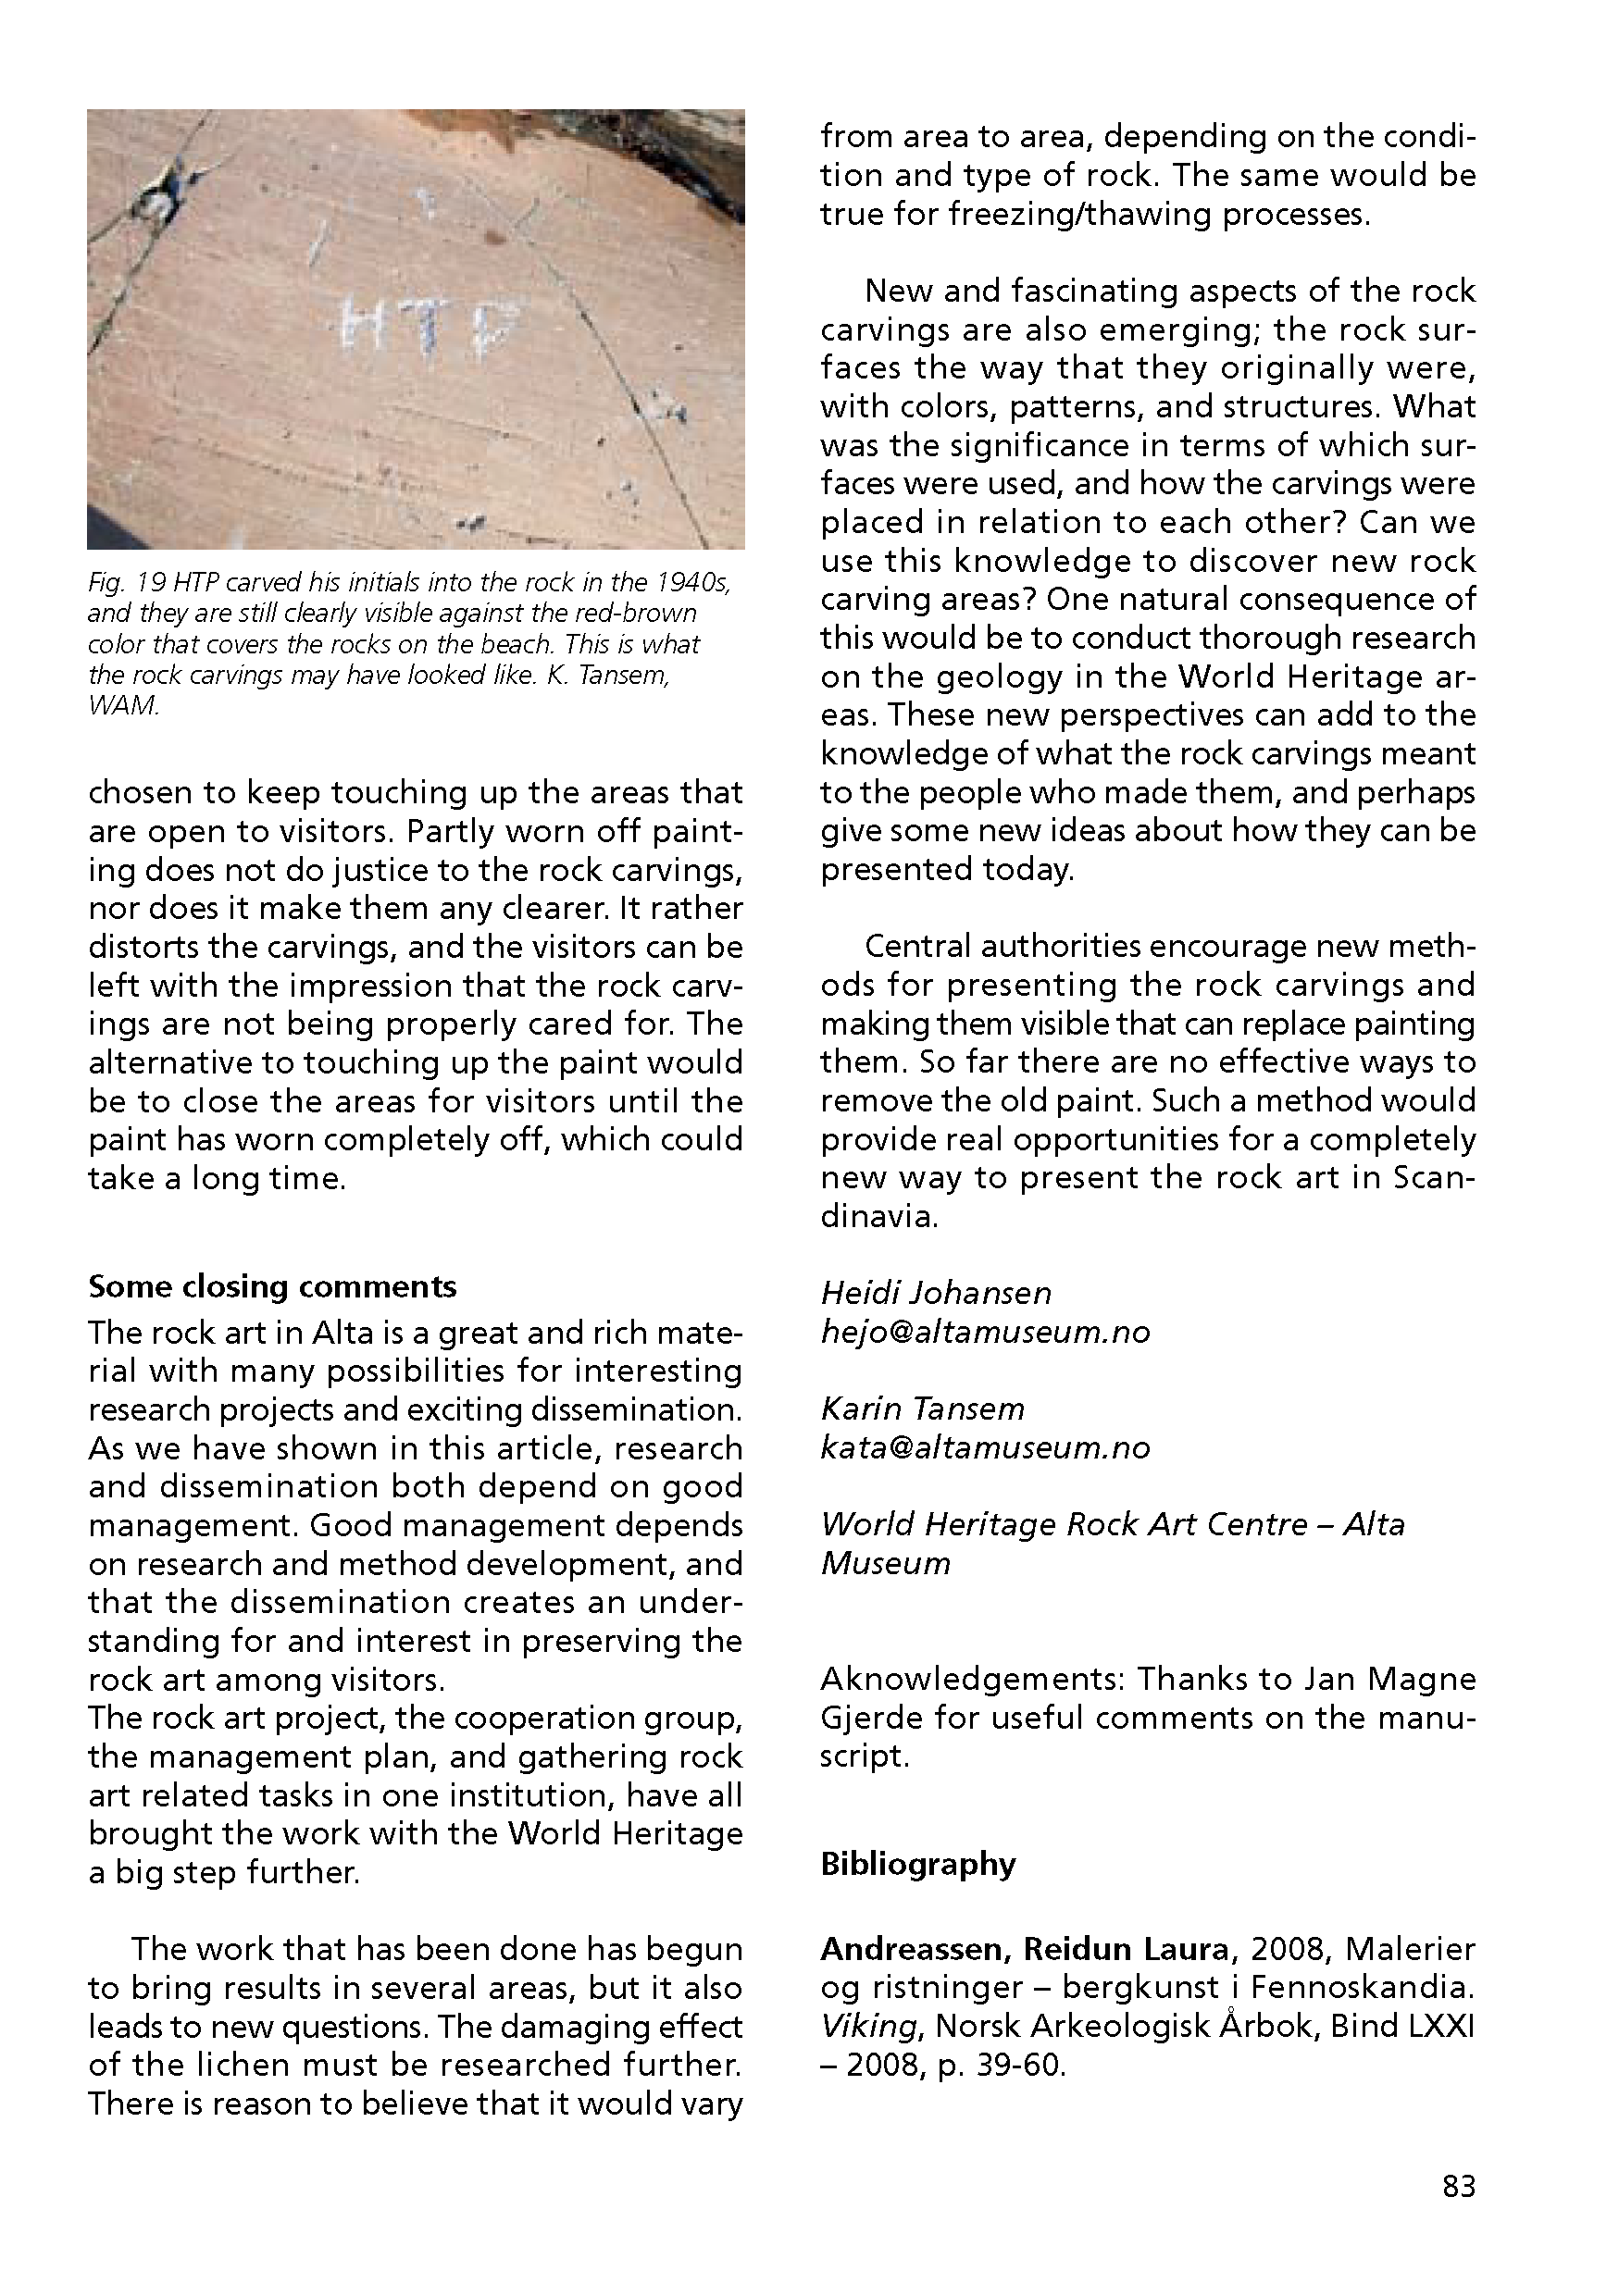 HTP
Fig. 19 HTP carved his initials into the rock in the 1940s,
and they are still clearly visible against the red-brown
color that covers the rocks on the beach. This is what
the rock carvings may have looked like. K. Tansem,
WAM.
chosen to keep touching up the areas that
are open to visitors. Partly worn off paint-
ing does not do justice to the rock carvings,
nor does it make them any clearer. It rather
distorts the carvings, and the visitors can be
left with the impression that the rock carv-
ings are not being properly cared for. The
alternative to touching up the paint would
be to close the areas for visitors until the
paint has worn completely off, which could
take a long time.
Some closing comments
The rock art in Alta is a great and rich mate-
rial with many possibilities for interesting
research projects and exciting dissemination.
As we have shown in this article, research
and dissemination both depend on good
management. Good management depends
on research and method development, and
that the dissemination creates an under-
standing for and interest in preserving the
rock art among visitors.
The rock art project, the cooperation group,
the management plan, and gathering rock
art related tasks in one institution, have all
brought the work with the World Heritage
a big step further.
The work that has been done has begun
to bring results in several areas, but it also
leads to new questions. The damaging effect
of the lichen must be researched further.
There is reason to believe that it would vary
from area to area, depending on the condi-
tion and type of rock. The same would be
true for freezing/thawing processes.
New and fascinating aspects of the rock
carvings are also emerging; the rock sur-
faces the way that they originally were,
with colors, patterns, and structures. What
was the significance in terms of which sur-
faces were used, and how the carvings were
placed in relation to each other? Can we
use this knowledge to discover new rock
carving areas? One natural consequence of
this would be to conduct thorough research
on the geology in the World Heritage ar-
eas. These new perspectives can add to the
knowledge of what the rock carvings meant
to the people who made them, and perhaps
give some new ideas about how they can be
presented today.
Central authorities encourage new meth-
ods for presenting the rock carvings and
making them visible that can replace painting
them. So far there are no effective ways to
remove the old paint. Such a method would
provide real opportunities for a completely
new way to present the rock art in Scan-
dinavia.
Heidi Johansen
hejo@altamuseum.no
Karin Tansem
kata@altamuseum.no
World Heritage Rock Art Centre – Alta
Museum
Aknowledgements: Thanks to Jan Magne
Gjerde for useful comments on the manu-
script.
Bibliography
Andreassen, Reidun Laura, 2008, Malerier
og ristninger – bergkunst i Fennoskandia.
Viking, Norsk Arkeologisk Årbok, Bind LXXI
– 2008, p. 39-60.
83